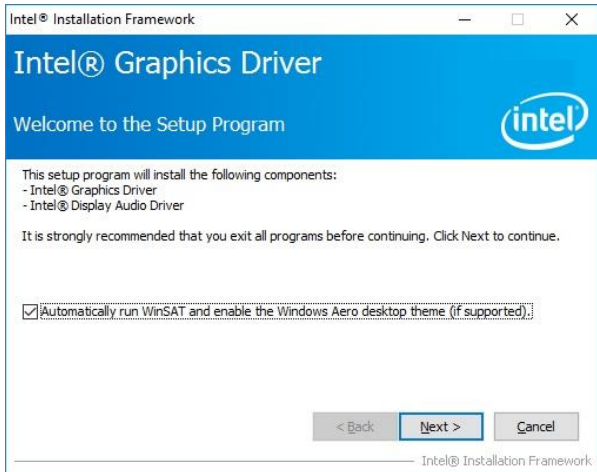 Intel® Installation Framework
Intel® Graphics Driver
Welcome to the Setup Program
intel
This setup program will install the following components:
- Intel® Graphics Driver
- Intel® Display Audio Driver
It is strongly recommended that you exit all programs before continuing. Click Next to continue.
Automatically run WinSAT and enable the Windows Aero desktop theme (if supported).
< Back Next > Cancel
Intel® Installation Framework